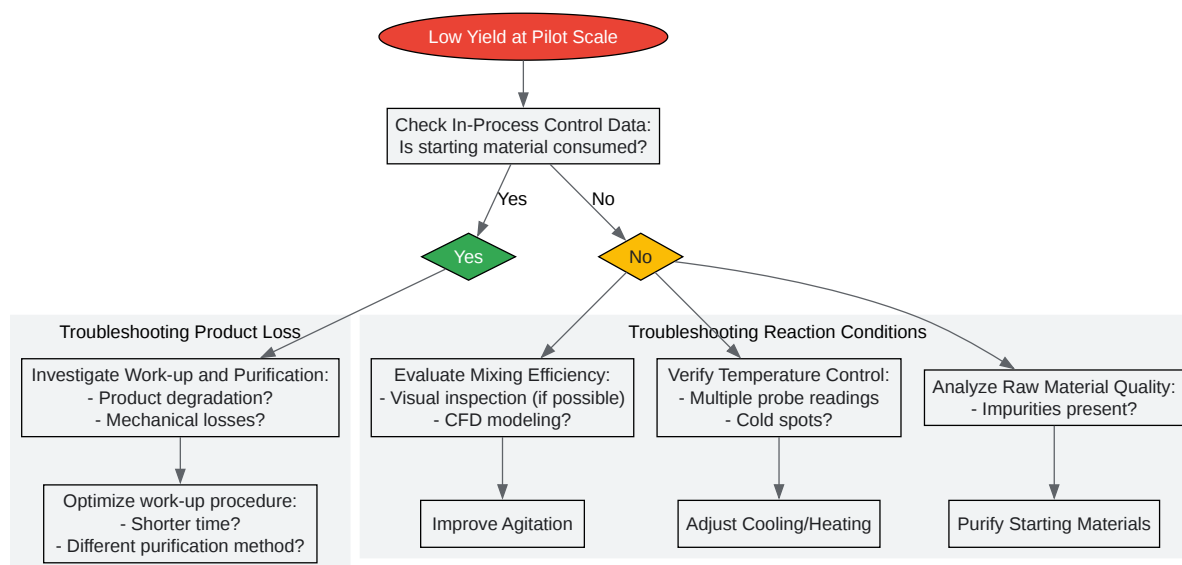 Low Yield at Pilot Scale
Check In-Process Control Data:
Is starting material consumed?
Yes
No
Yes
No
Troubleshooting Product Loss
Investigate Work-up and Purification:
- Product degradation?
- Mechanical losses?
Optimize work-up procedure:
- Shorter time?
- Different purification method?
Troubleshooting Reaction Conditions
Evaluate Mixing Efficiency:
- Visual inspection (if possible)
- CFD modeling?
Improve Agitation
Verify Temperature Control:
- Multiple probe readings
- Cold spots?
Adjust Cooling/Heating
Analyze Raw Material Quality:
- Impurities present?
Purify Starting Materials